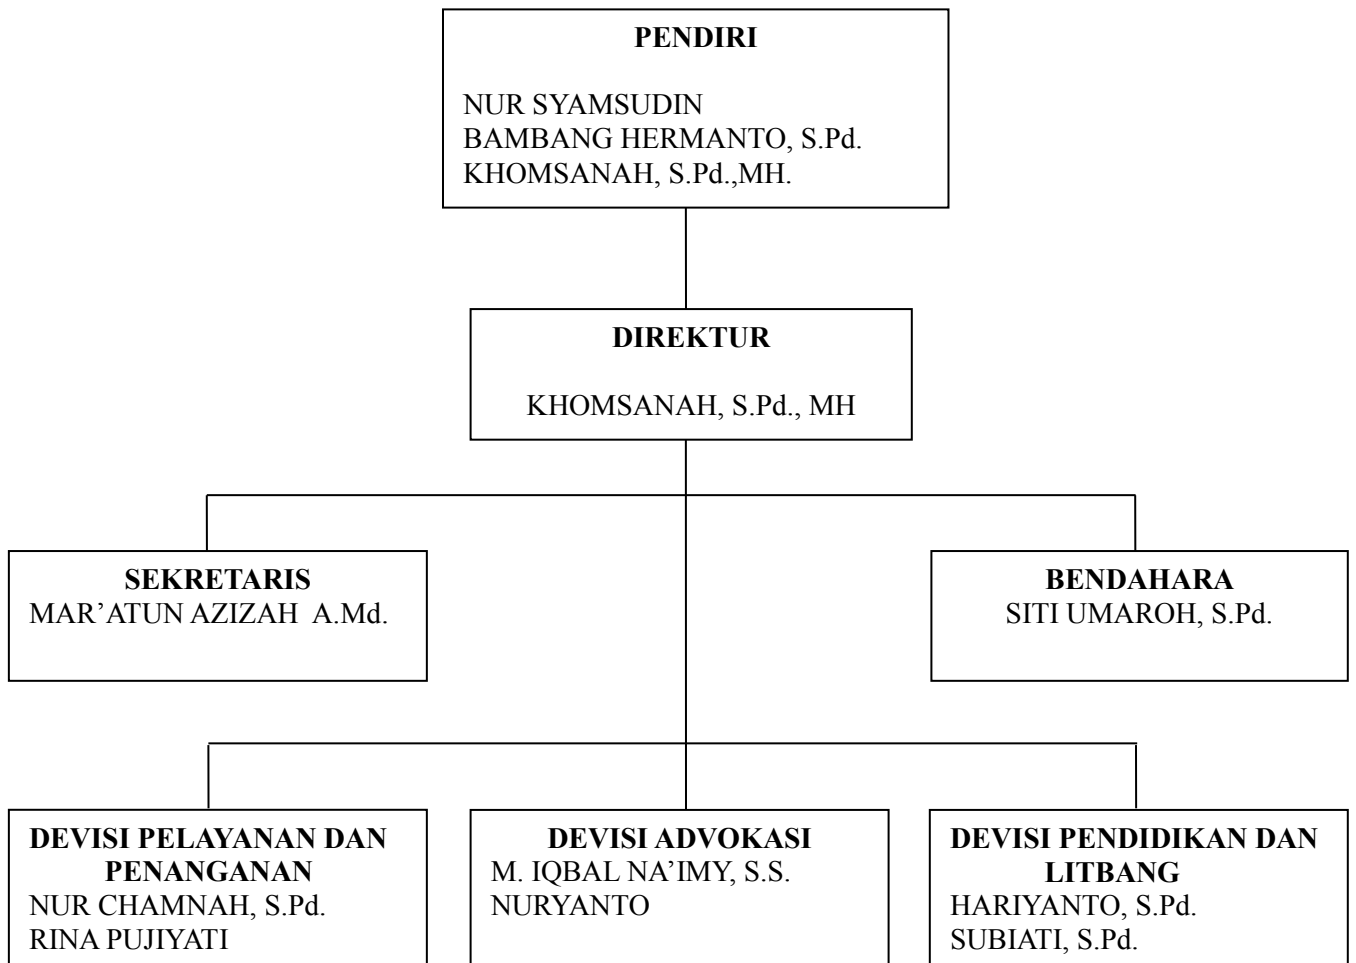 PENDIRI
NUR SYAMSUDIN
BAMBANG HERMANTO, S.Pd.
KHOMSANAH, S.Pd.,MH.
DIREKTUR
KHOMSANAH, S.Pd., MH
SEKRETARIS
MAR’ATUN AZIZAH  A.Md.
BENDAHARA
SITI UMAROH, S.Pd.
DEVISI PELAYANAN DAN
PENANGANAN
NUR CHAMNAH, S.Pd.
RINA PUJIYATI
DEVISI ADVOKASI
M. IQBAL NA’IMY, S.S.
NURYANTO
DEVISI PENDIDIKAN DAN
LITBANG
HARIYANTO, S.Pd.
SUBIATI, S.Pd.